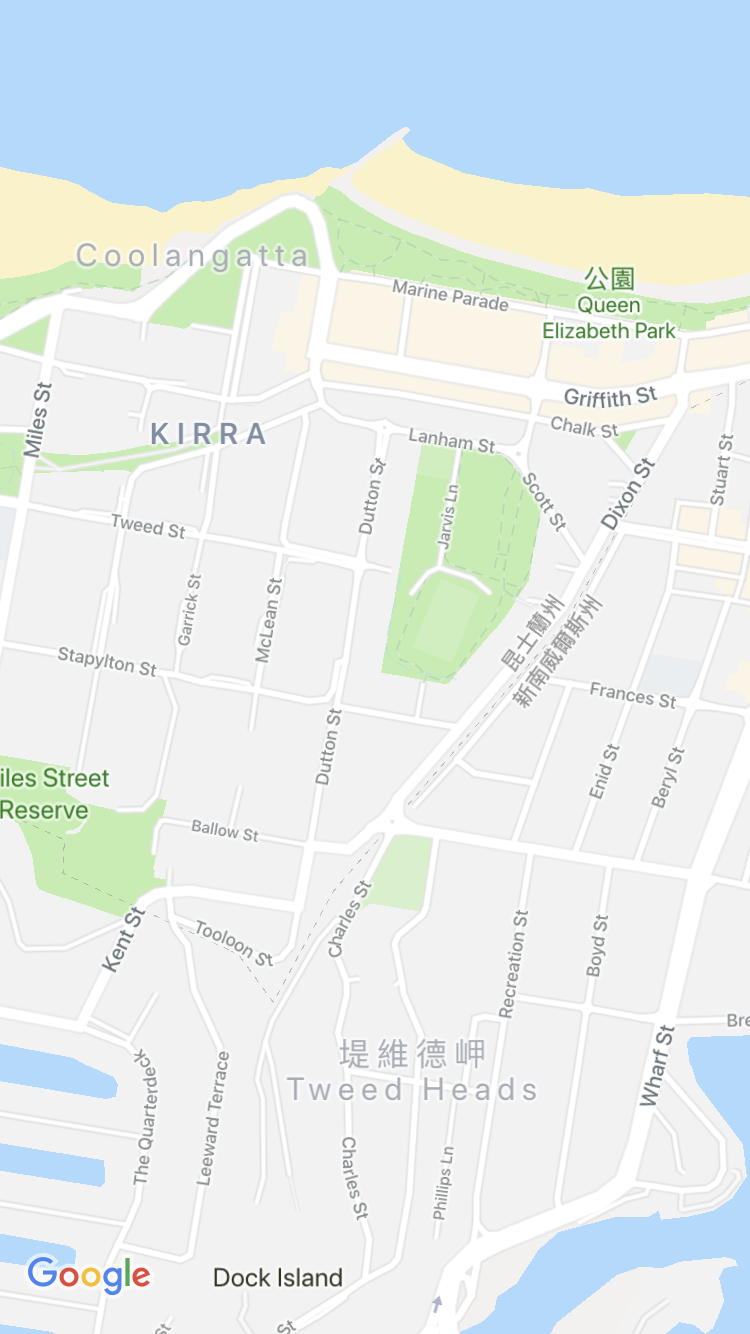 Coolangatta
公園
Queen
Elizabeth Park
Marine Parade
Griffith St
Chalk St
Miles St
KIRRA
Lanham St
Dutton St
Jarvis Ln
Scott St
Dixon St
Stuart St
Tweed St
Garrick St
McLean St
昆士蘭州
新南威爾斯州
Stapylton St
Frances St
Dutton St
Enid St
Beryl St
iles Street
Reserve
Ballow St
Charles St
Kent St
Tooloon St
Recreation St
Boyd St
Bre
堤維德岬
Tweed Heads
Wharf St
The Quarterdeck
Leeward Terrace
Charles St
Phillips Ln
Google
Dock Island
St
St